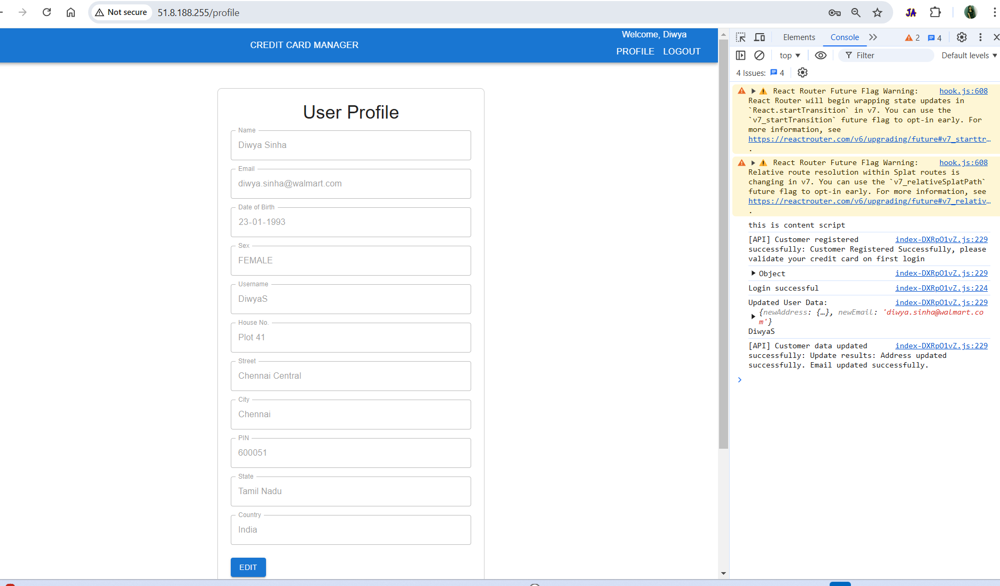 Not secure
51.8.188.255/profile
JA
CREDIT CARD MANAGER
Welcome, Diwya
PROFILE LOGOUT
User Profile
Name
Diwya Sinha
Email
diwya.sinha@walmart.com
Date of Birth
23-01-1993
Sex
FEMALE
Username
DiwyaS
House No.
Plot 41
Street
Chennai Central
City
Chennai
PIN
600051
State
Tamil Nadu
Country
India
EDIT
Elements Console 2 4
top Filter Default levels
4 Issues: 4
React Router Future Flag Warning: hook.js:608
React Router will begin wrapping state updates in
`React.startTransition` in v7. You can use the
`v7_startTransition` future flag to opt-in early. For
more information, see
https://reactrouter.com/v6/upgrading/future#v7_starttr…
.
React Router Future Flag Warning: hook.js:608
Relative route resolution within Splat routes is
changing in v7. You can use the `v7_relativeSplatPath`
future flag to opt-in early. For more information, see
https://reactrouter.com/v6/upgrading/future#v7_relativ…
.
this is content script
[API] Customer registered index-DXRpO1vZ.js:229
successfully: Customer Registered Successfully, please
validate your credit card on first login
Object index-DXRpO1vZ.js:229
Login successful index-DXRpO1vZ.js:224
Updated User Data: index-DXRpO1vZ.js:229
{newAddress: {…}, newEmail: 'diwya.sinha@walmart.co
m'}
DiwyaS
[API] Customer data updated index-DXRpO1vZ.js:229
successfully: Update results: Address updated
successfully. Email updated successfully.